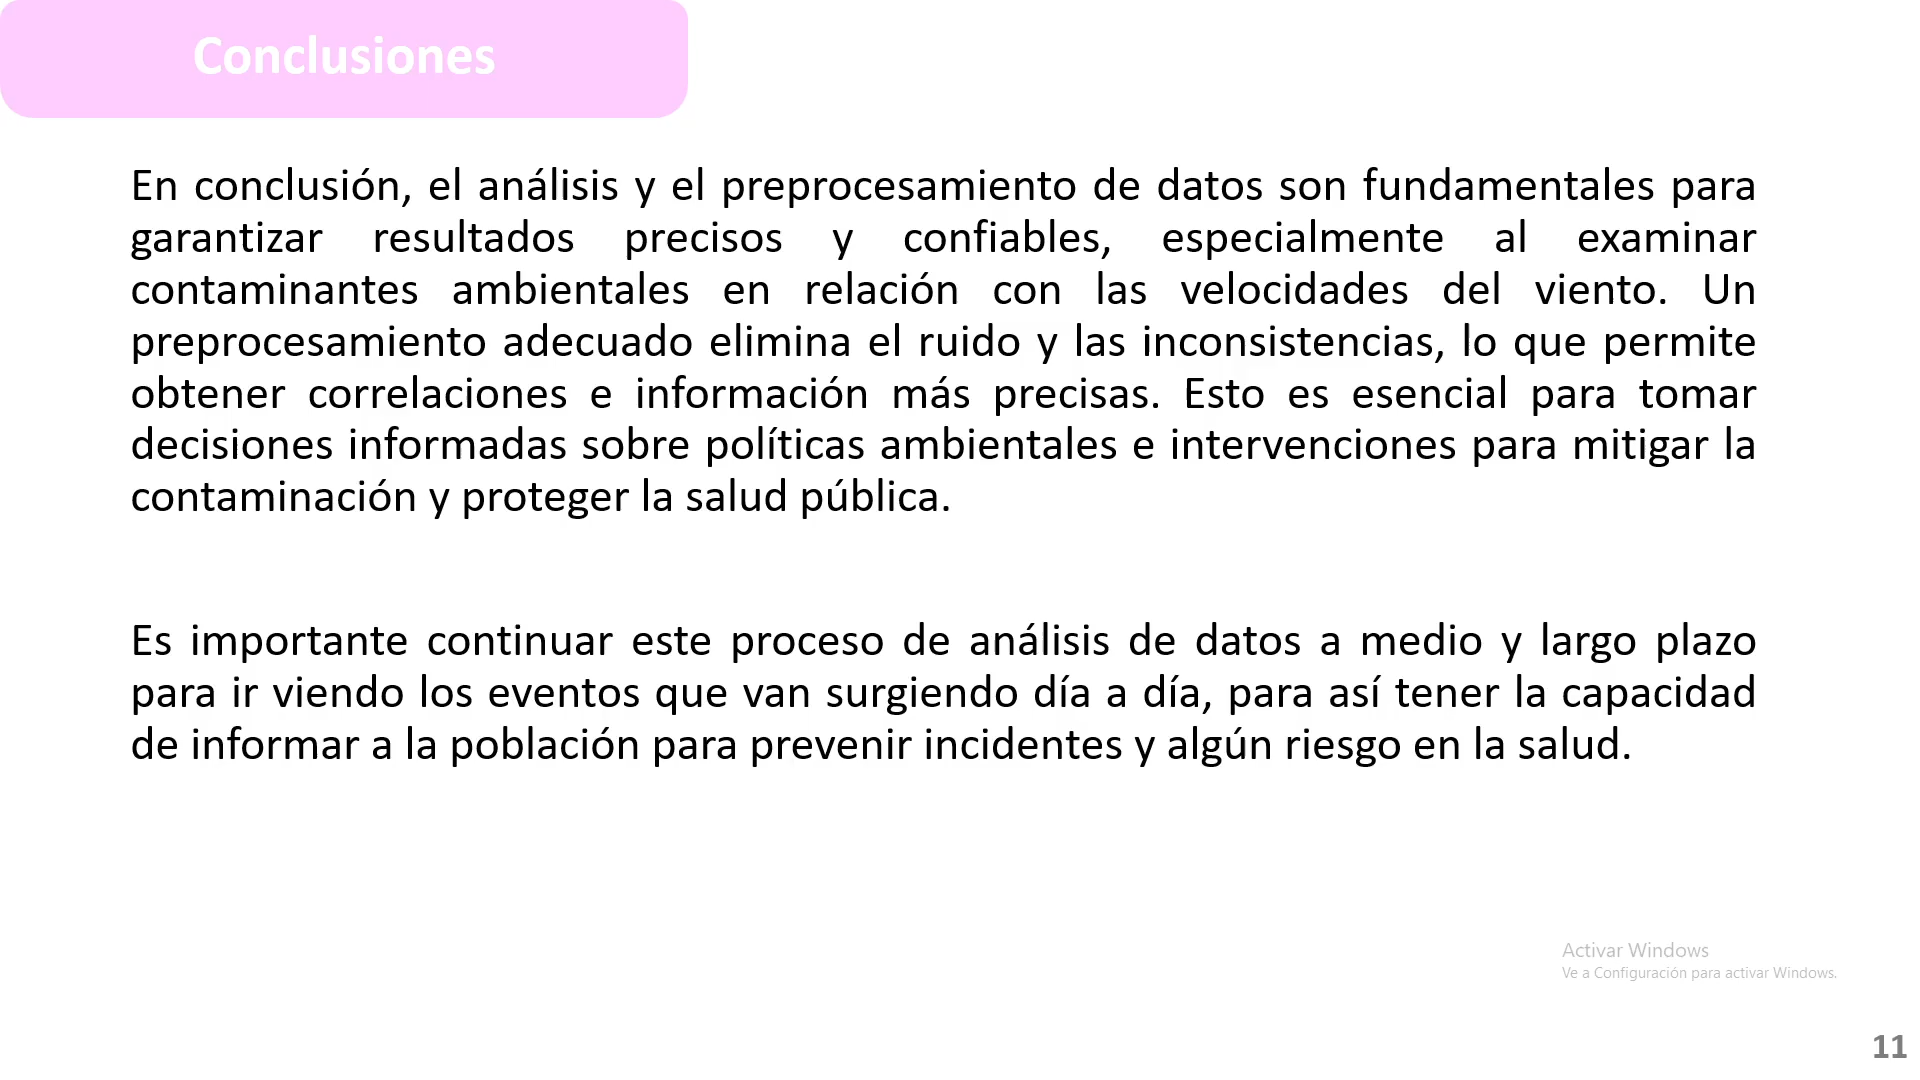 Conclusiones
En conclusión, el análisis y el preprocesamiento de datos son fundamentales para
garantizar resultados precisos y confiables, especialmente al examinar
contaminantes ambientales en relación con las velocidades del viento. Un
preprocesamiento adecuado elimina el ruido y las inconsistencias, lo que permite
obtener correlaciones e información más precisas. Esto es esencial para tomar
decisiones informadas sobre políticas ambientales e intervenciones para mitigar la
contaminación y proteger la salud pública.
Es importante continuar este proceso de análisis de datos a medio y largo plazo
para ir viendo los eventos que van surgiendo día a día, para así tener la capacidad
de informar a la población para prevenir incidentes y algún riesgo en la salud.
Activar Windows
Ve a Configuración para activar Windows.
11